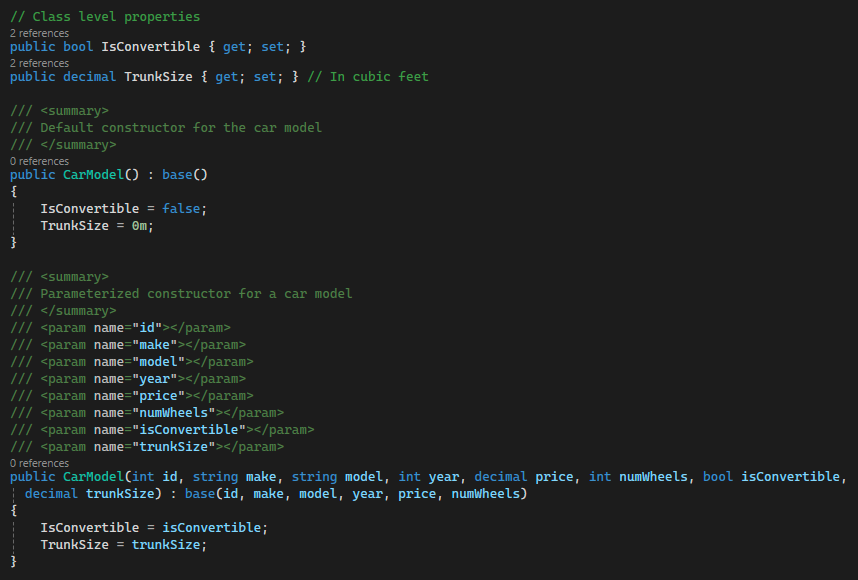 // Class level properties
2 references
public bool IsConvertible { get; set; }
2 references
public decimal TrunkSize { get; set; } // In cubic feet
/// <summary>
/// Default constructor for the car model
/// </summary>
0 references
public CarModel() : base()
{
IsConvertible = false;
TrunkSize = 0m;
}
/// <summary>
/// Parameterized constructor for a car model
/// </summary>
/// <param name="id"></param>
/// <param name="make"></param>
/// <param name="model"></param>
/// <param name="year"></param>
/// <param name="price"></param>
/// <param name="numWheels"></param>
/// <param name="isConvertible"></param>
/// <param name="trunkSize"></param>
0 references
public CarModel(int id, string make, string model, int year, decimal price, int numWheels, bool isConvertible,
decimal trunkSize) : base(id, make, model, year, price, numWheels)
{
IsConvertible = isConvertible;
TrunkSize = trunkSize;
}